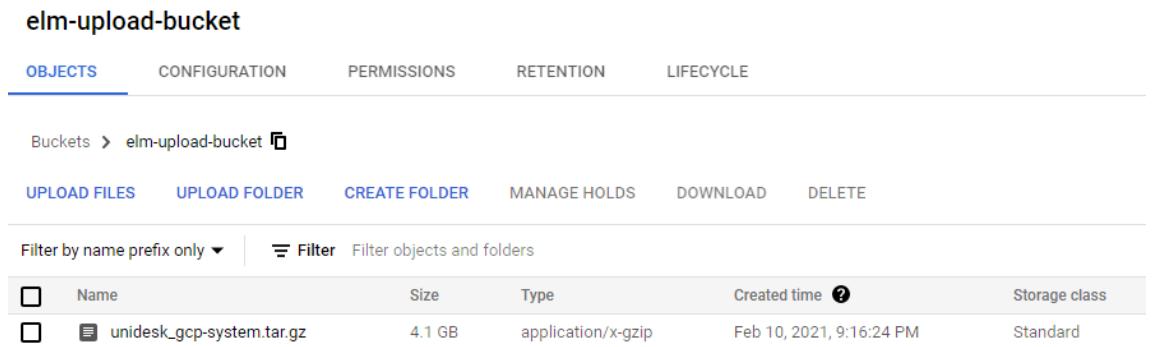 elm-upload-bucket
OBJECTS CONFIGURATION PERMISSIONS RETENTION LIFECYCLE
Buckets > elm-upload-bucket
UPLOAD FILES UPLOAD FOLDER CREATE FOLDER MANAGE HOLDS DOWNLOAD DELETE
Filter by name prefix only Filter Filter objects and folders
Name Size Type Created time ? Storage class
unidesk_gcp-system.tar.gz 4.1 GB application/x-gzip Feb 10, 2021, 9:16:24 PM Standard